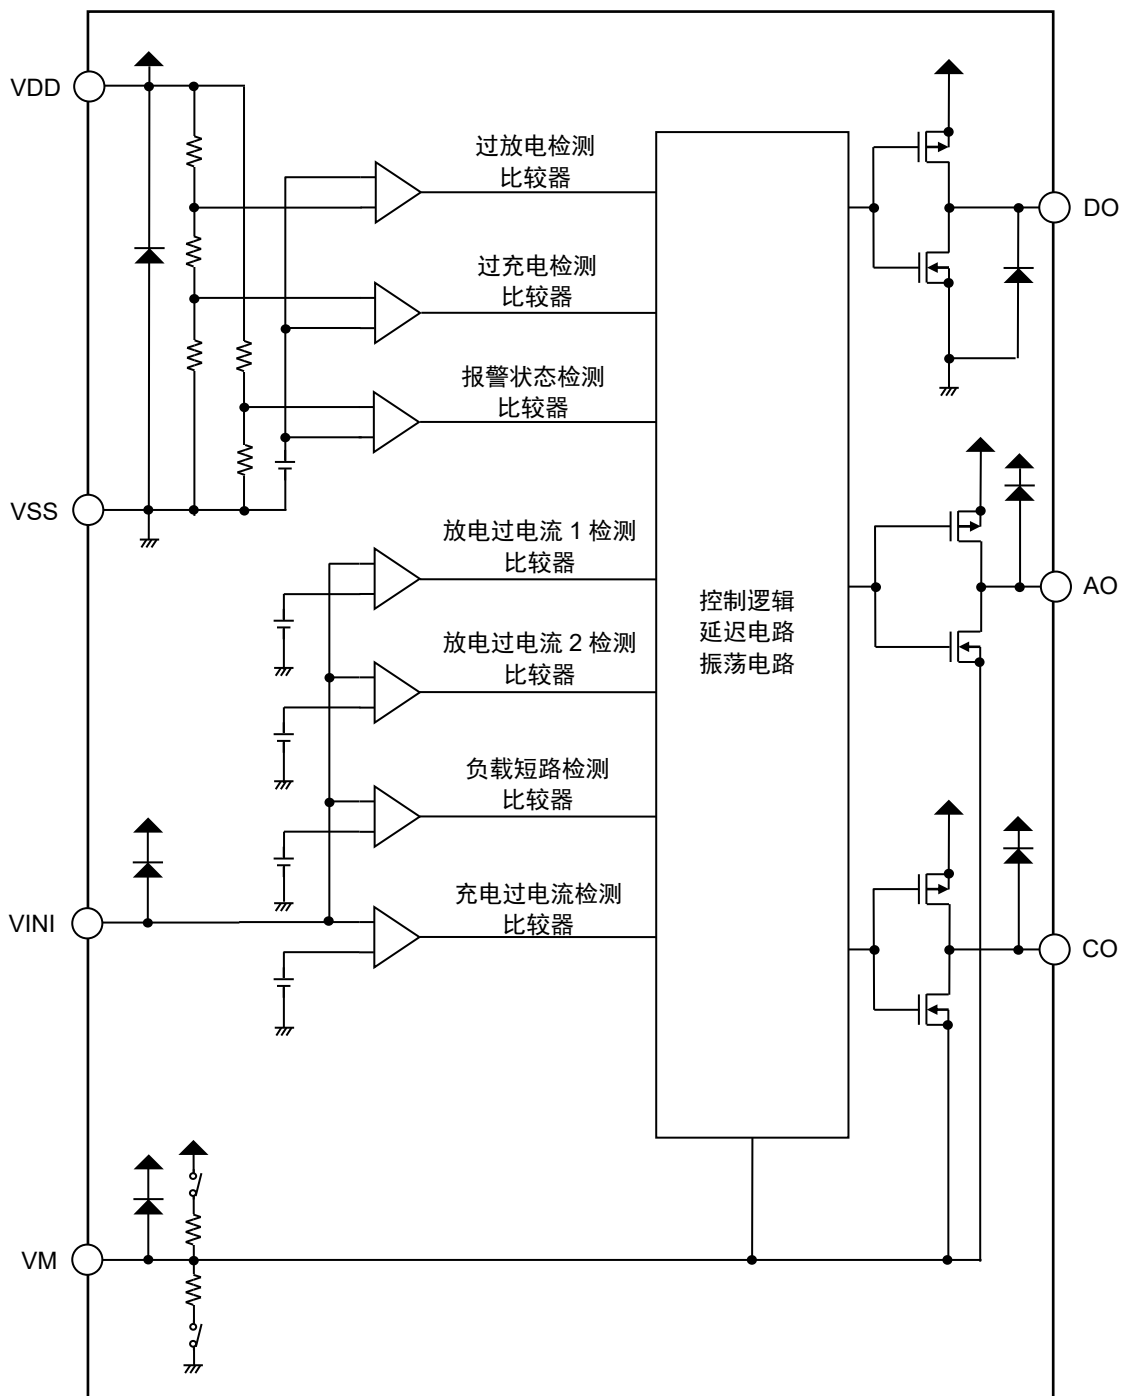 VDD
过放电检测
比较器
DO
过充电检测
比较器
报警状态检测
比较器
VSS
放电过电流 1 检测
比较器
AO
控制逻辑
延迟电路
振荡电路
放电过电流 2 检测
比较器
负载短路检测
比较器
VINI
充电过电流检测
比较器
CO
VM